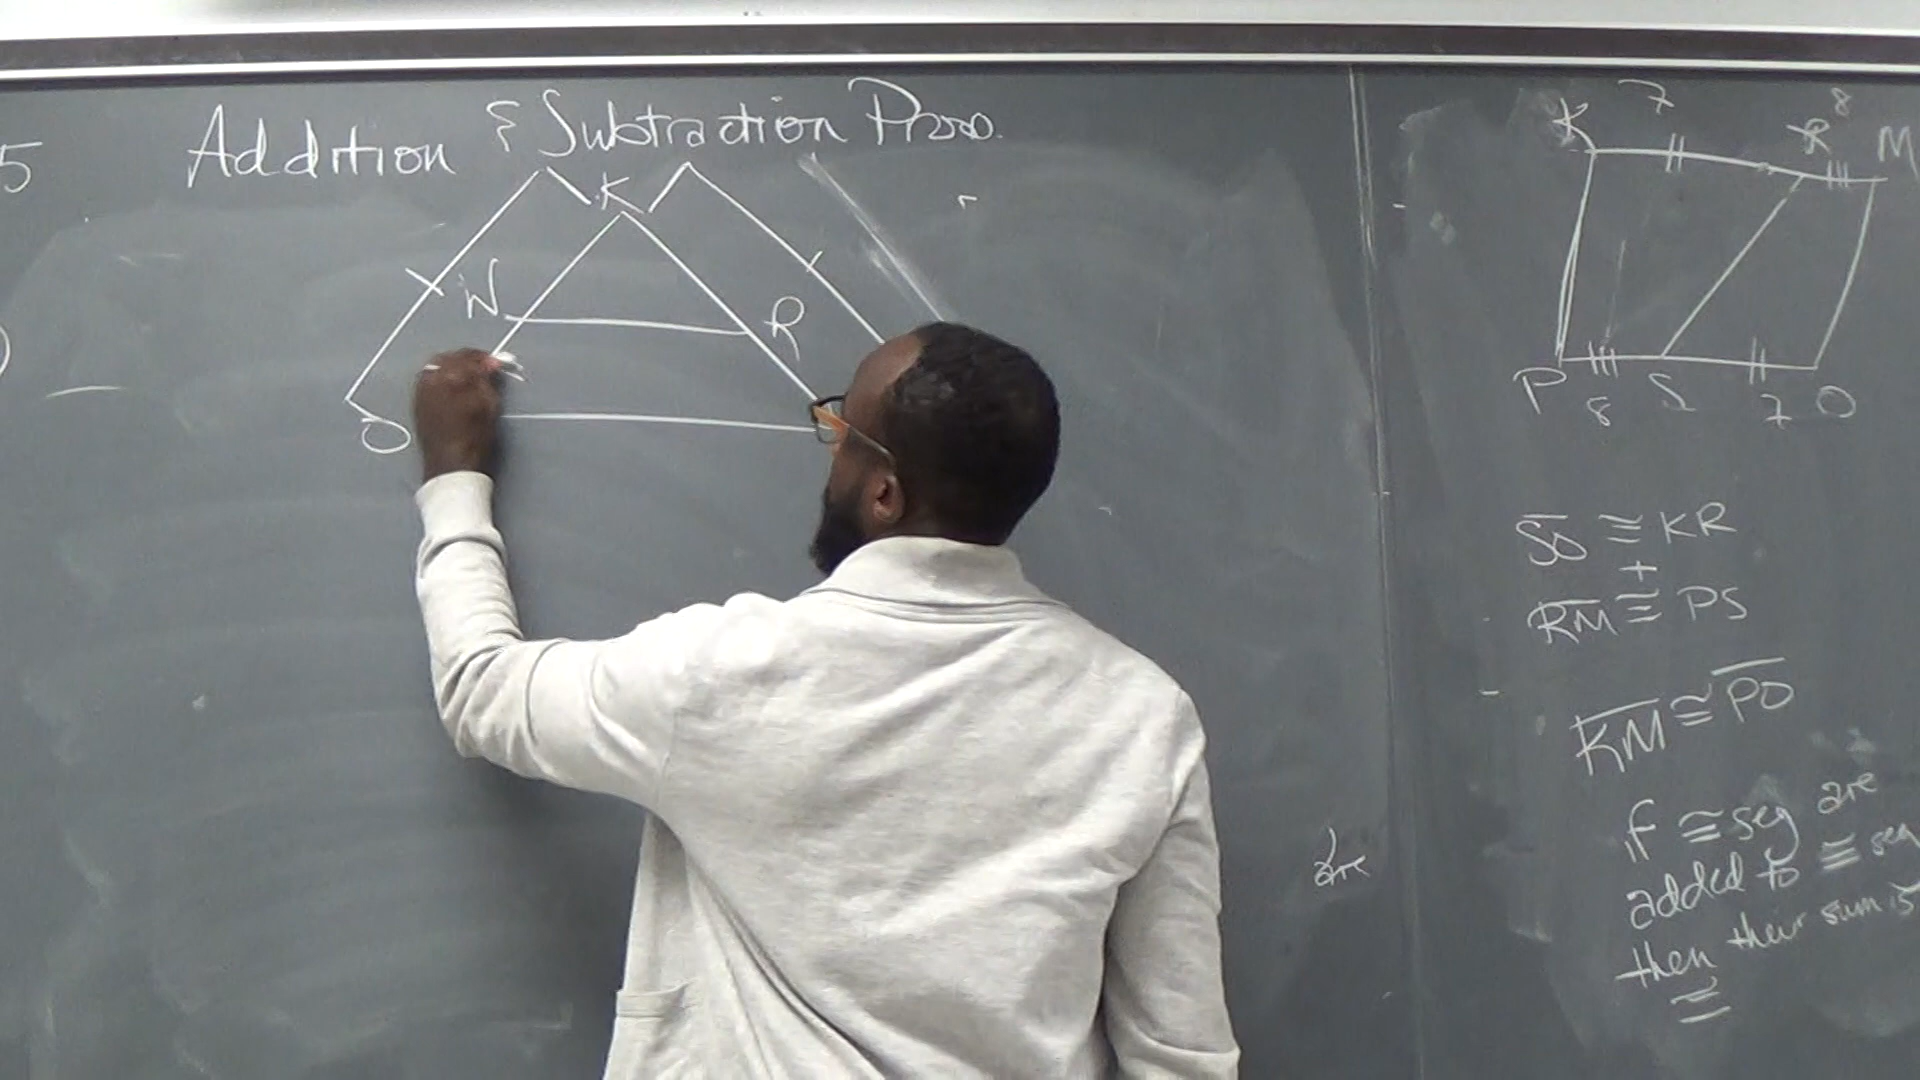 5
Addition & Subtraction Proo.
K
W
R
O
K 7 R 8 M
P 8 S 7 O
SO ≅ KR
+
RM ≅ PS
KM ≅ PO
if ≅ seg are
added to ≅ seg
then their sum is
≅
are